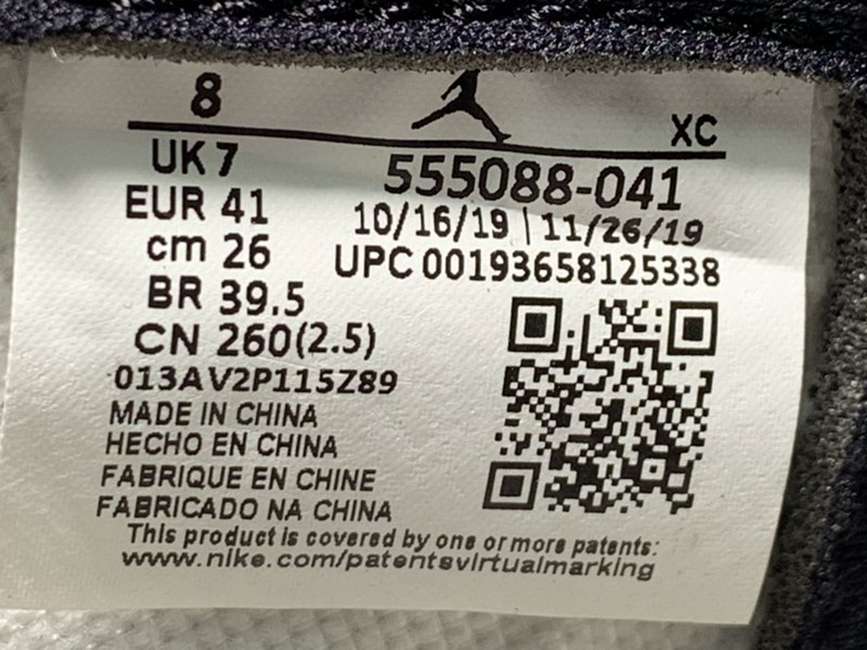 8
XC
UK 7
555088-041
EUR 41
10/16/19 | 11/26/19
cm 26
UPC 00193658125338
BR 39.5
CN 260(2.5)
013AV2P115Z89
MADE IN CHINA
HECHO EN CHINA
FABRIQUE EN CHINE
FABRICADO NA CHINA
This product is covered by one or more patents:
www.nike.com/patentsvirtualmarking